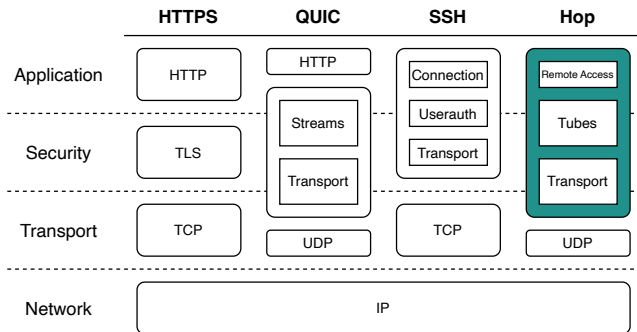 HTTPS QUIC SSH Hop
Application HTTP HTTP Connection Remote Access
Streams Userauth Tubes
Security TLS Transport Transport Transport
Transport TCP UDP TCP UDP
Network IP